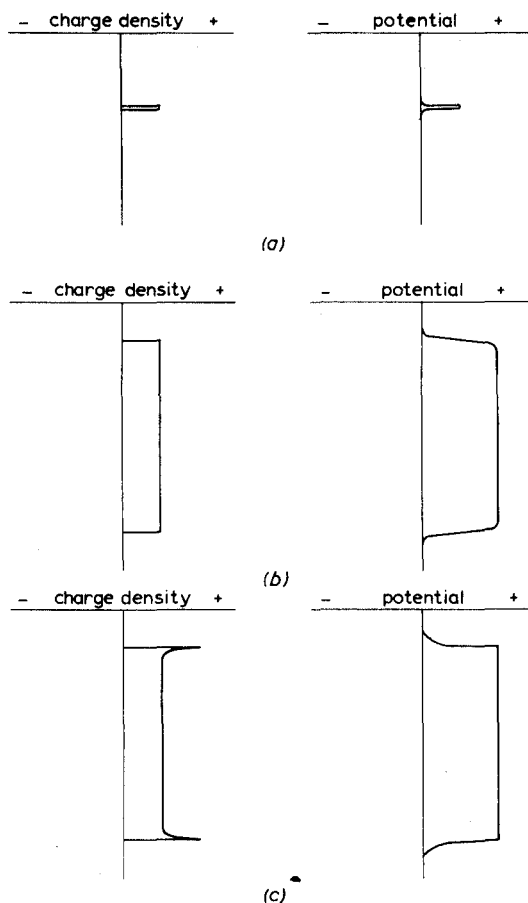 – charge density +
– potential +
(a)
– charge density +
– potential +
(b)
– charge density +
– potential +
(c)